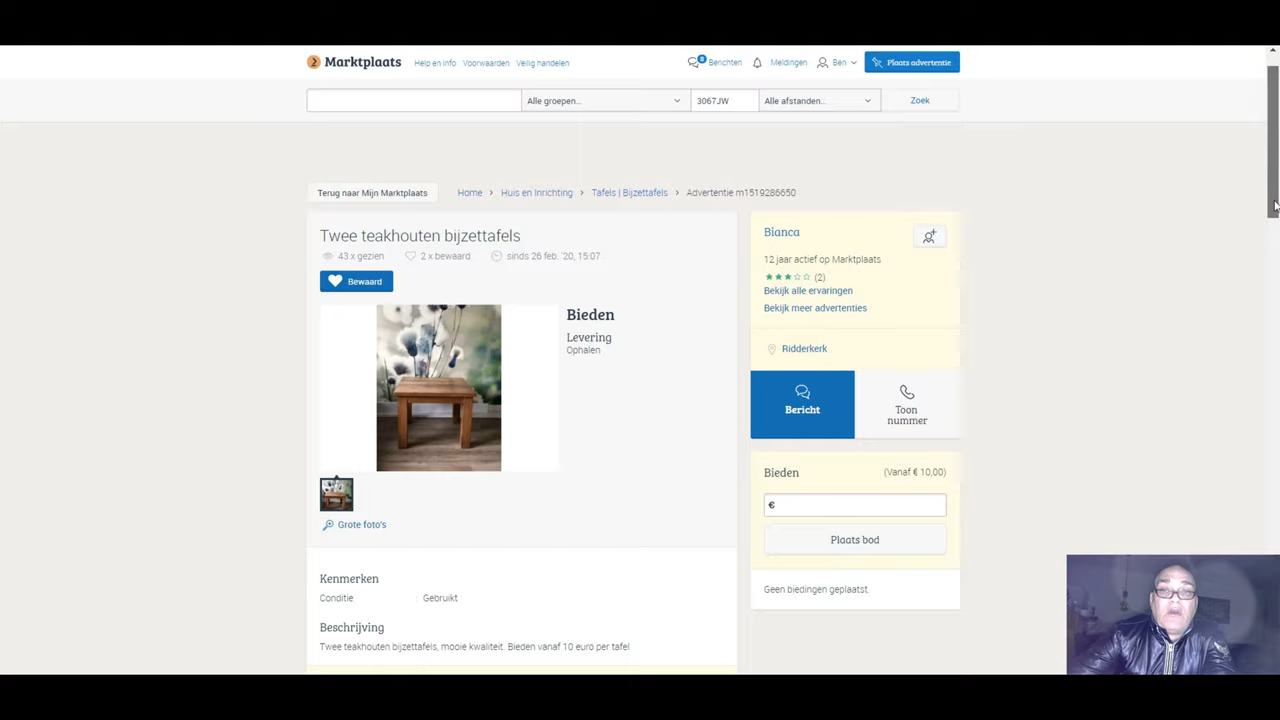 Marktplaats
Help en info Voorwaarden Veilig handelen
Berichten Meldingen Ben Plaats advertentie
Alle groepen... 3067JW Alle afstanden... Zoek
Terug naar Mijn Marktplaats
Home > Huis en Inrichting > Tafels | Bijzettafels > Advertentie m1519286650
Twee teakhouten bijzettafels
43 x gezien 2 x bewaard sinds 26 feb. '20, 15:07
Bewaard
Bieden
Levering
Ophalen
Grote foto's
Kenmerken
Conditie : Gebruikt
Beschrijving
Twee teakhouten bijzettafels, mooie kwaliteit. Bieden vanaf 10 euro per tafel
Bianca
12 jaar actief op Marktplaats
(2)
Bekijk alle ervaringen
Bekijk meer advertenties
Ridderkerk
Bericht
Toon
nummer
Bieden (Vanaf € 10,00)
€
Plaats bod
Geen biedingen geplaatst.